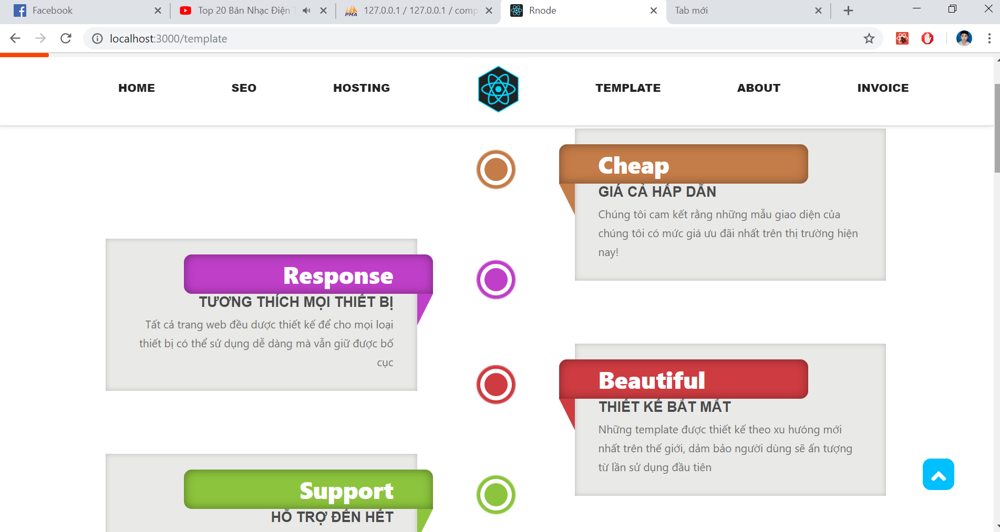 Facebook
Top 20 Bản Nhạc Điện T
PMA
127.0.0.1 / 127.0.0.1 / comp
Rnode
Tab mới
localhost:3000/template
HOME
SEO
HOSTING
TEMPLATE
ABOUT
INVOICE
Cheap
GIÁ CẢ HẤP DẪN
Chúng tôi cam kết rằng những mẫu giao diện của
chúng tôi có mức giá ưu đãi nhất trên thị trường hiện
nay!
Response
TƯƠNG THÍCH MỌI THIẾT BỊ
Tất cả trang web đều dược thiết kế để cho mọi loại
thiết bị có thể sử dụng dễ dàng mà vẫn giữ được bố
cục
Beautiful
THIẾT KẾ BẮT MẮT
Những template được thiết kế theo xu hưóng mới
nhất trên thế giới, dảm bảo người dùng sẽ ấn tượng
từ lần sử dụng đầu tiên
Support
HỖ TRỢ ĐẾN HẾT